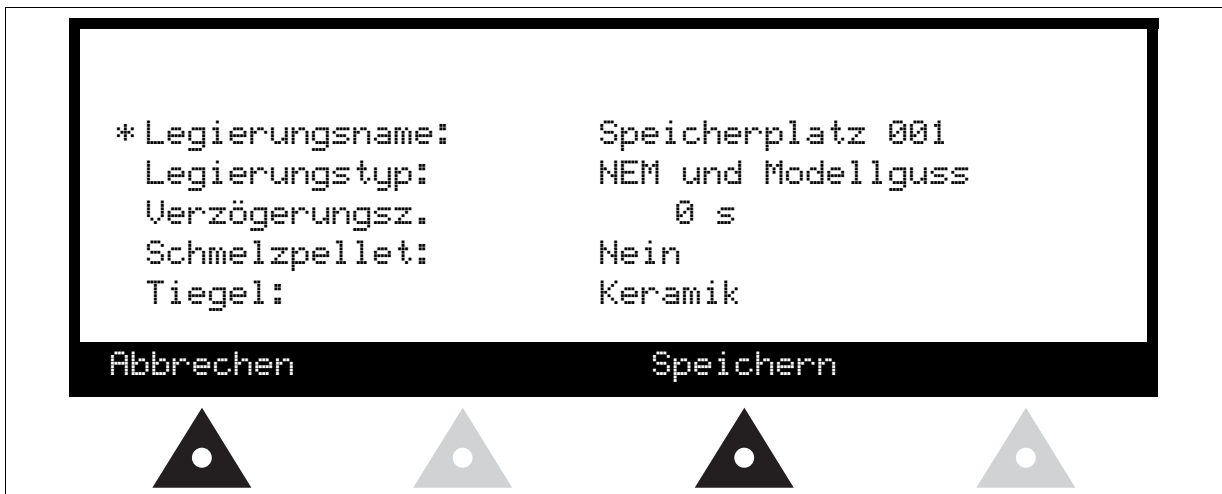 * Legierungsname: Speicherplatz 001
Legierungstyp: NEM und Modellguss
Verzögerungsz. 0 s
Schmelzpellet: Nein
Tiegel: Keramik
Abbrechen Speichern